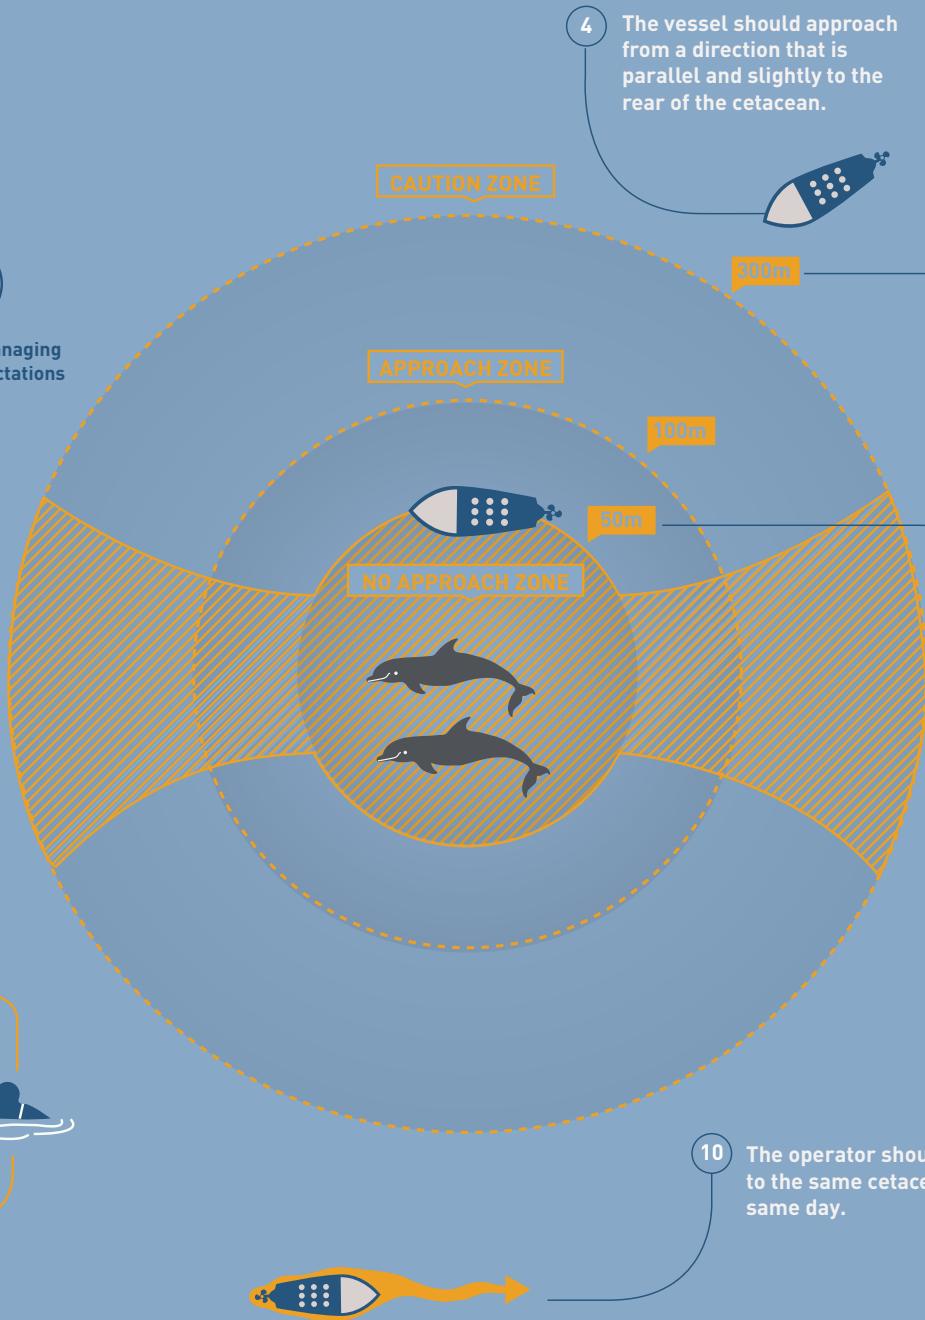 4
The vessel should approach
from a direction that is
parallel and slightly to the
rear of the cetacean.
CAUTION ZONE
300m
naging
ctations
APPROACH ZONE
100m
50m
NO APPROACH ZONE
10
The operator shou
to the same cetace
same day.